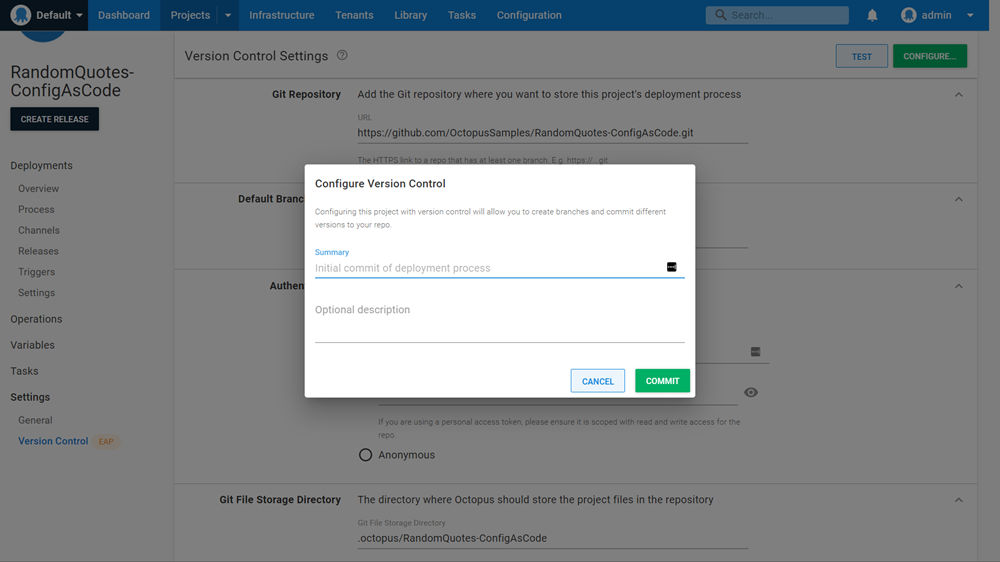 Default
Dashboard
Projects
Infrastructure
Tenants
Library
Tasks
Configuration
Search...
admin
RandomQuotes-
ConfigAsCode
CREATE RELEASE
Deployments
Overview
Process
Channels
Releases
Triggers
Settings
Operations
Variables
Tasks
Settings
General
Version Control EAP
Version Control Settings
TEST
CONFIGURE...
Git Repository
Add the Git repository where you want to store this project's deployment process
URL
https://github.com/OctopusSamples/RandomQuotes-ConfigAsCode.git
The HTTPS link to a repo that has at least one branch. E.g. https://... .git
Default Branc
Authen
Configure Version Control
Configuring this project with version control will allow you to create branches and commit different
versions to your repo.
Summary
Initial commit of deployment process
Optional description
CANCEL
COMMIT
If you are using a personal access token, please ensure it is scoped with read and write access for the
repo.
Anonymous
Git File Storage Directory
The directory where Octopus should store the project files in the repository
Git File Storage Directory
.octopus/RandomQuotes-ConfigAsCode